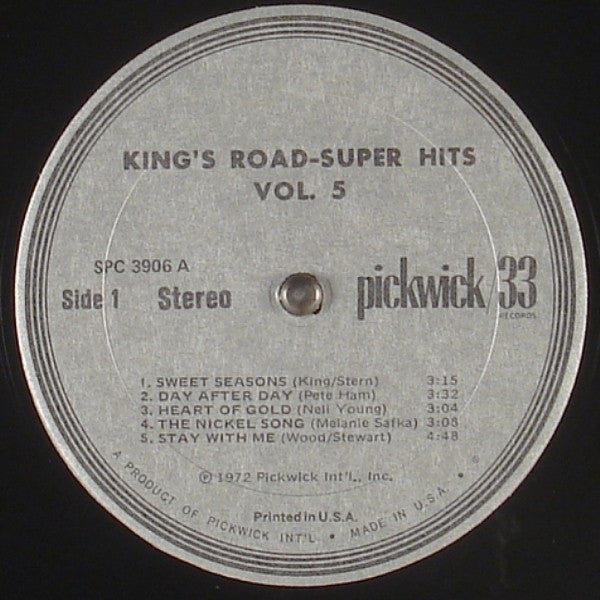 KING'S ROAD-SUPER HITS
VOL. 5
SPC 3906 A
Side 1 Stereo
pickwick/33
RECORDS
1. SWEET SEASONS (King/Stern) 3:15
2. DAY AFTER DAY (Pete Ham) 3:32
3. HEART OF GOLD (Neil Young) 3:04
4. THE NICKEL SONG (Melanie Safka) 3:08
5. STAY WITH ME (Wood/Stewart) 4:48
℗ 1972 Pickwick Int'l., Inc.
Printed in U.S.A.
A PRODUCT OF PICKWICK INT'L • MADE IN U.S.A. •